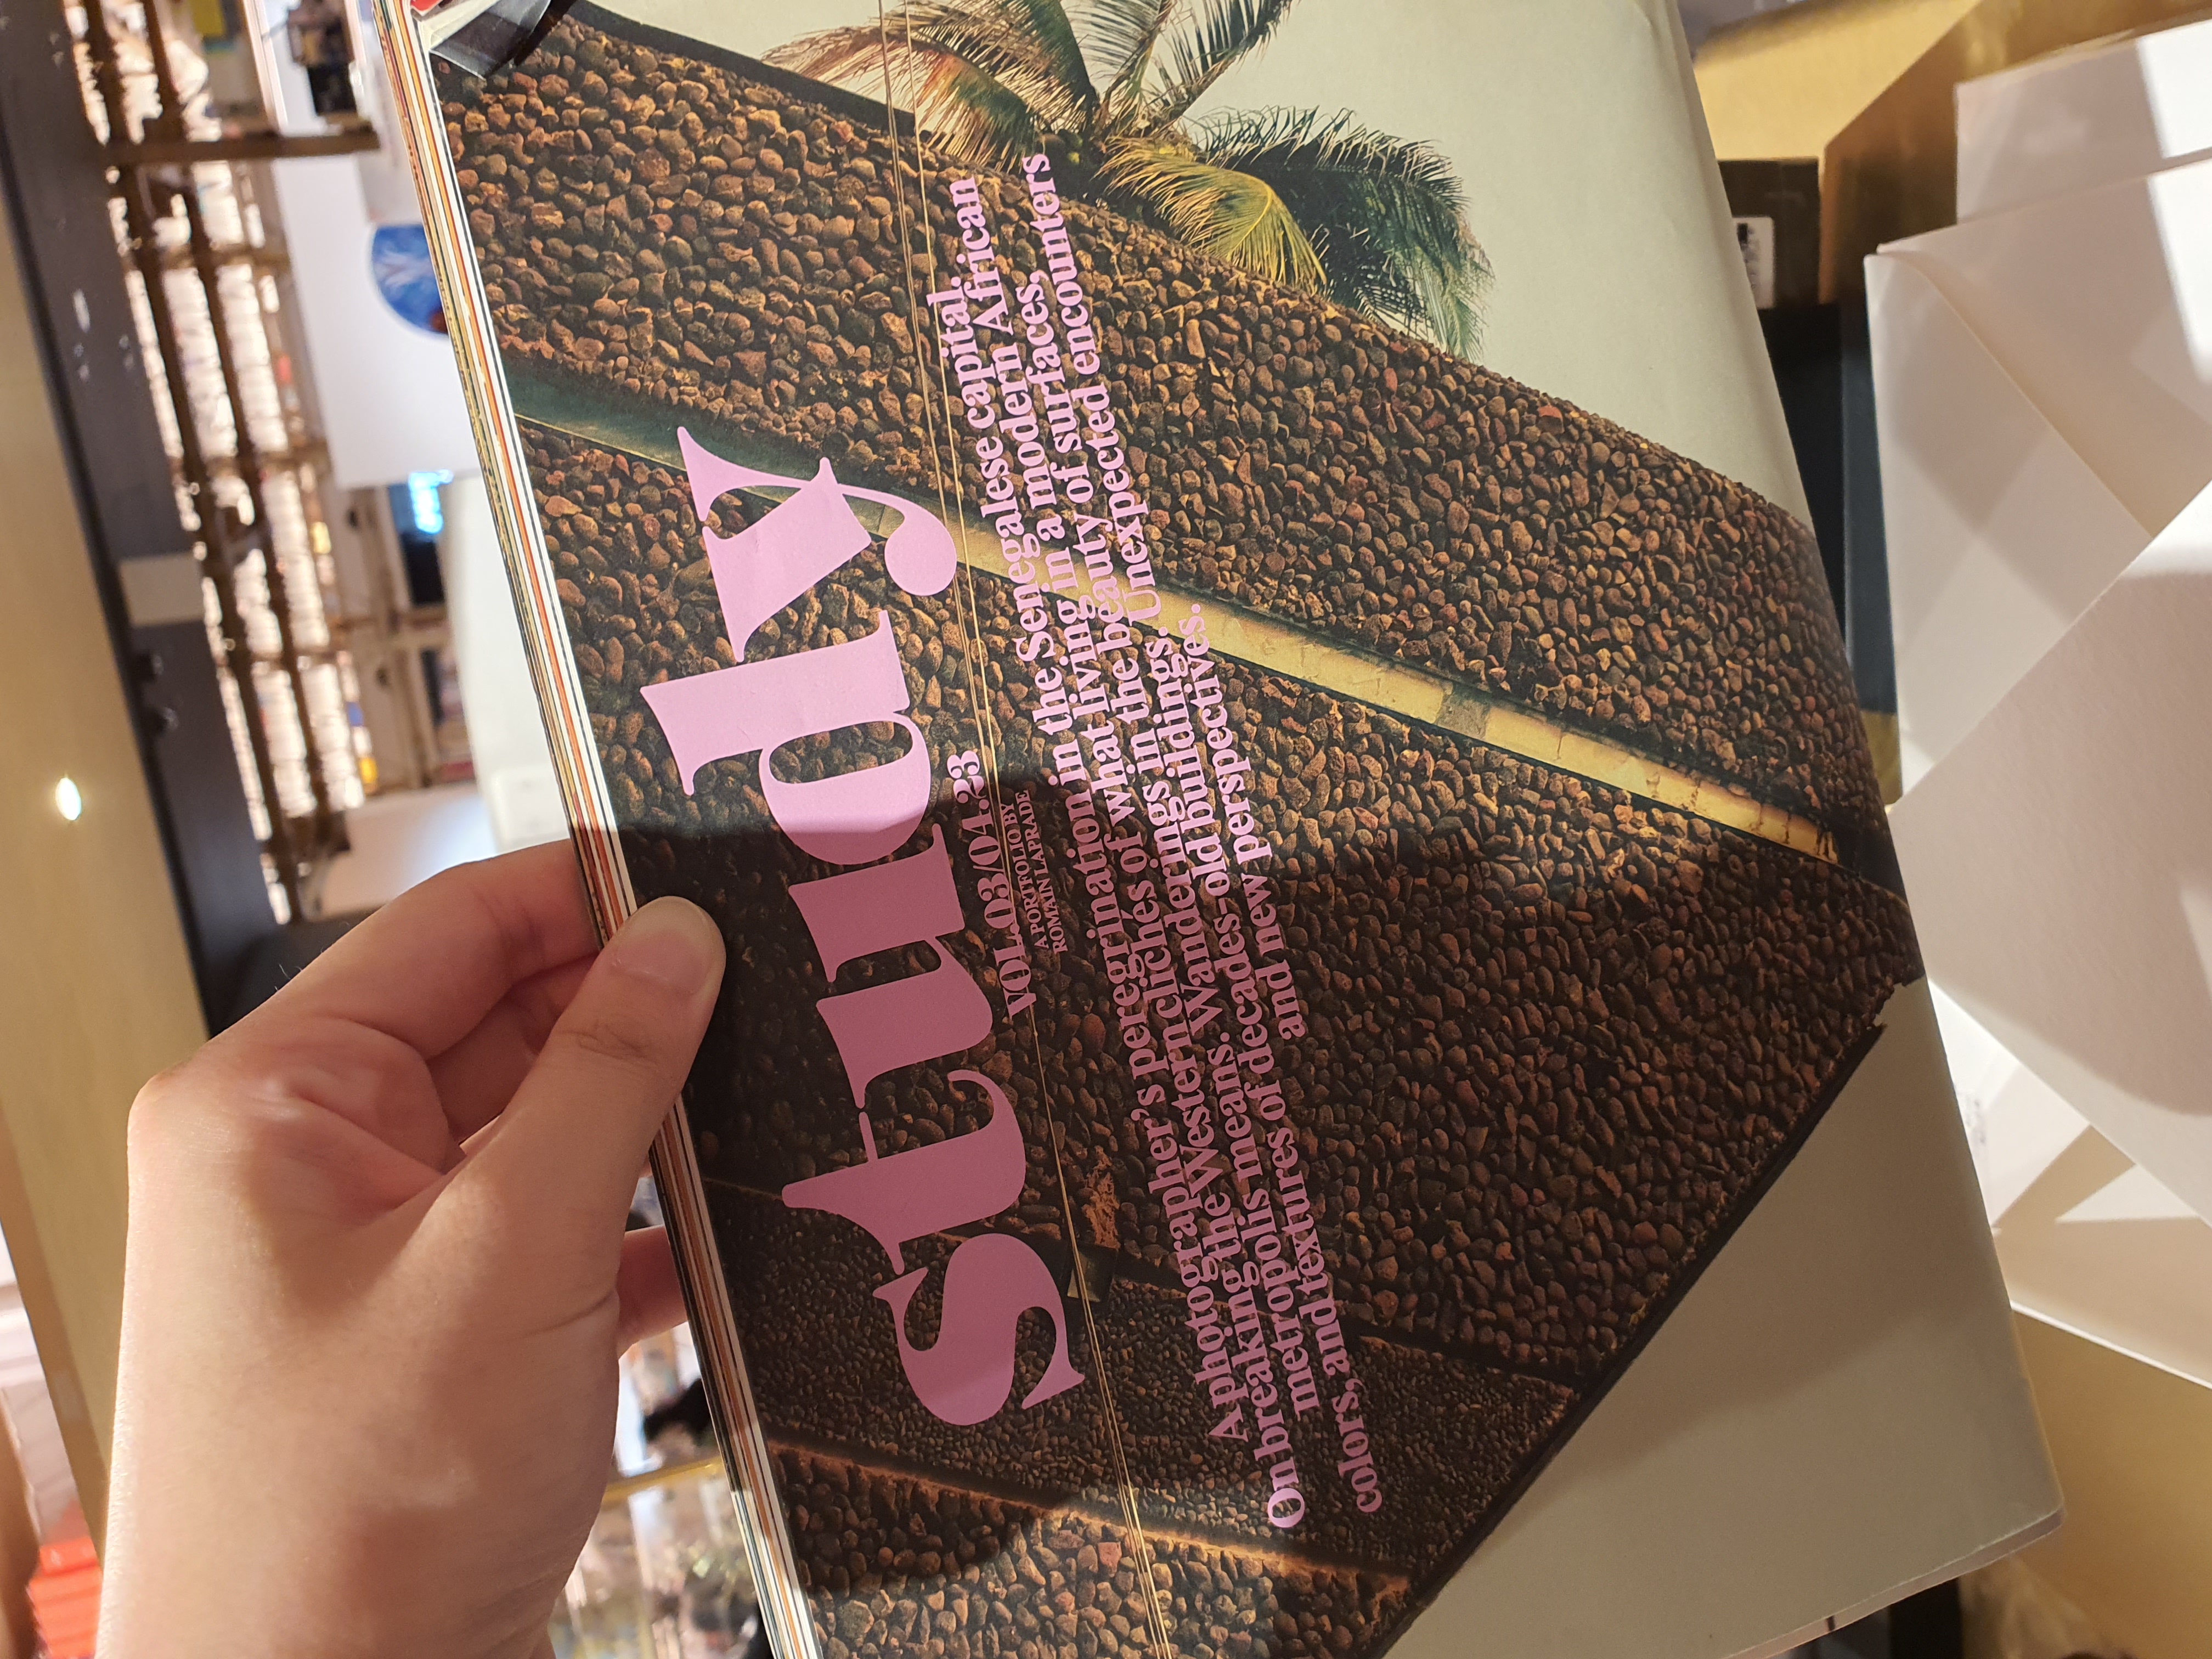 study
VOL.03/04.23
A PORTFOLIO BY
ROMAIN LAPRADE
A photographer's peregrination in the Senegalese capital.
On breaking the Western clichés of what living in a modern African
metropolis means. Wanderings in the beauty of surfaces,
colors, and textures of decades-old buildings. Unexpected encounters
and new perspectives.